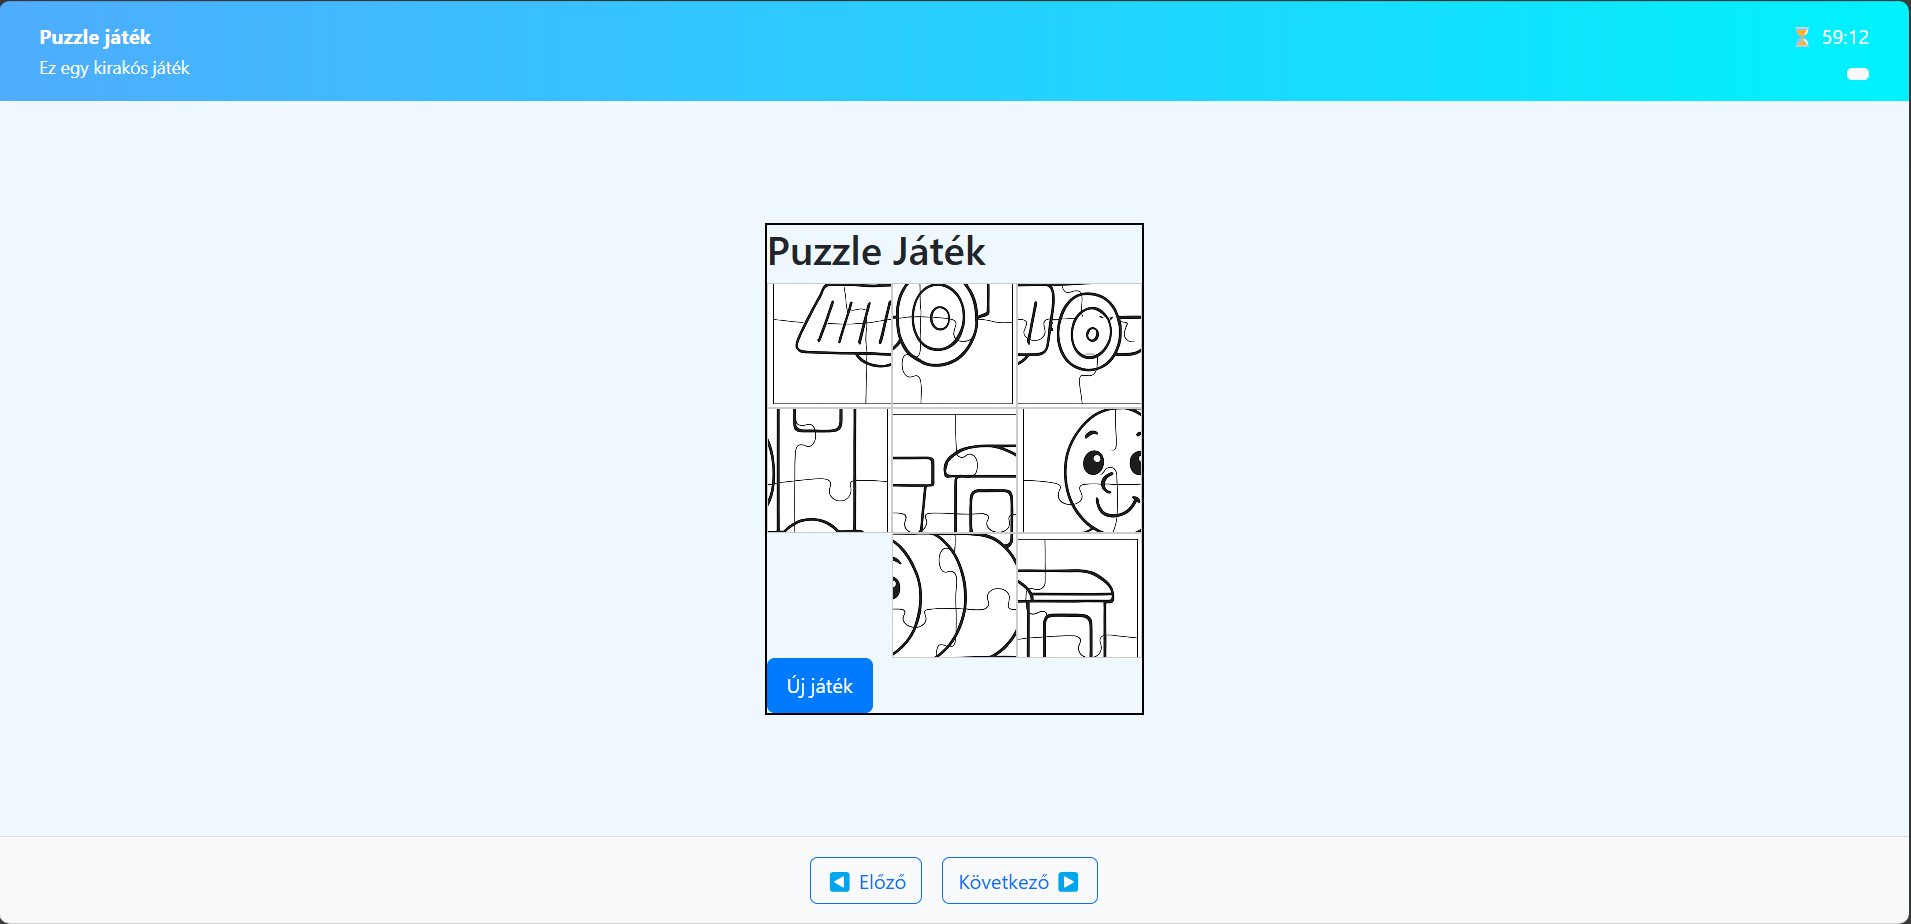 Puzzle játék
Ez egy kirakós játék
59:12
Puzzle Játék
Új játék
Előző
Következő